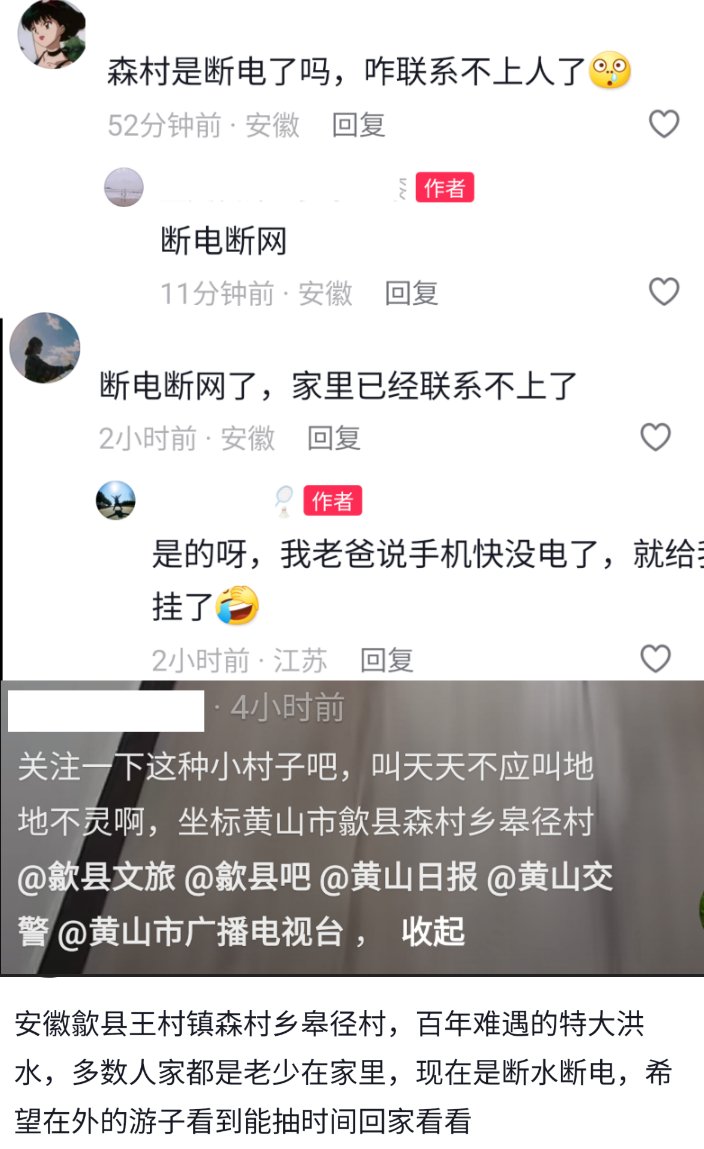 森村是断电了吗，咋联系不上人了😲
52分钟前 · 安徽 回复
作者
断电断网
11分钟前 · 安徽 回复
断电断网了，家里已经联系不上了
2小时前 · 安徽 回复
🏸 作者
是的呀，我老爸说手机快没电了，就给
挂了🤣
2小时前 · 江苏 回复
· 4小时前
关注一下这种小村子吧，叫天天不应叫地
地不灵啊，坐标黄山市歙县森村乡皋径村
@歙县文旅 @歙县吧 @黄山日报 @黄山交
警 @黄山市广播电视台 ， 收起
安徽歙县王村镇森村乡皋径村，百年难遇的特大洪
水，多数人家都是老少在家里，现在是断水断电，希
望在外的游子看到能抽时间回家看看